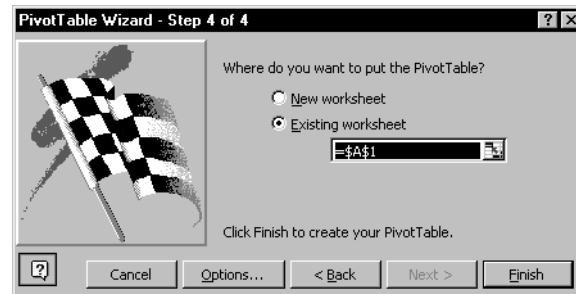 PivotTable Wizard - Step 4 of 4
Where do you want to put the PivotTable?
New worksheet
Existing worksheet
=$A$1
Click Finish to create your PivotTable.
Cancel Options... < Back Next > Finish